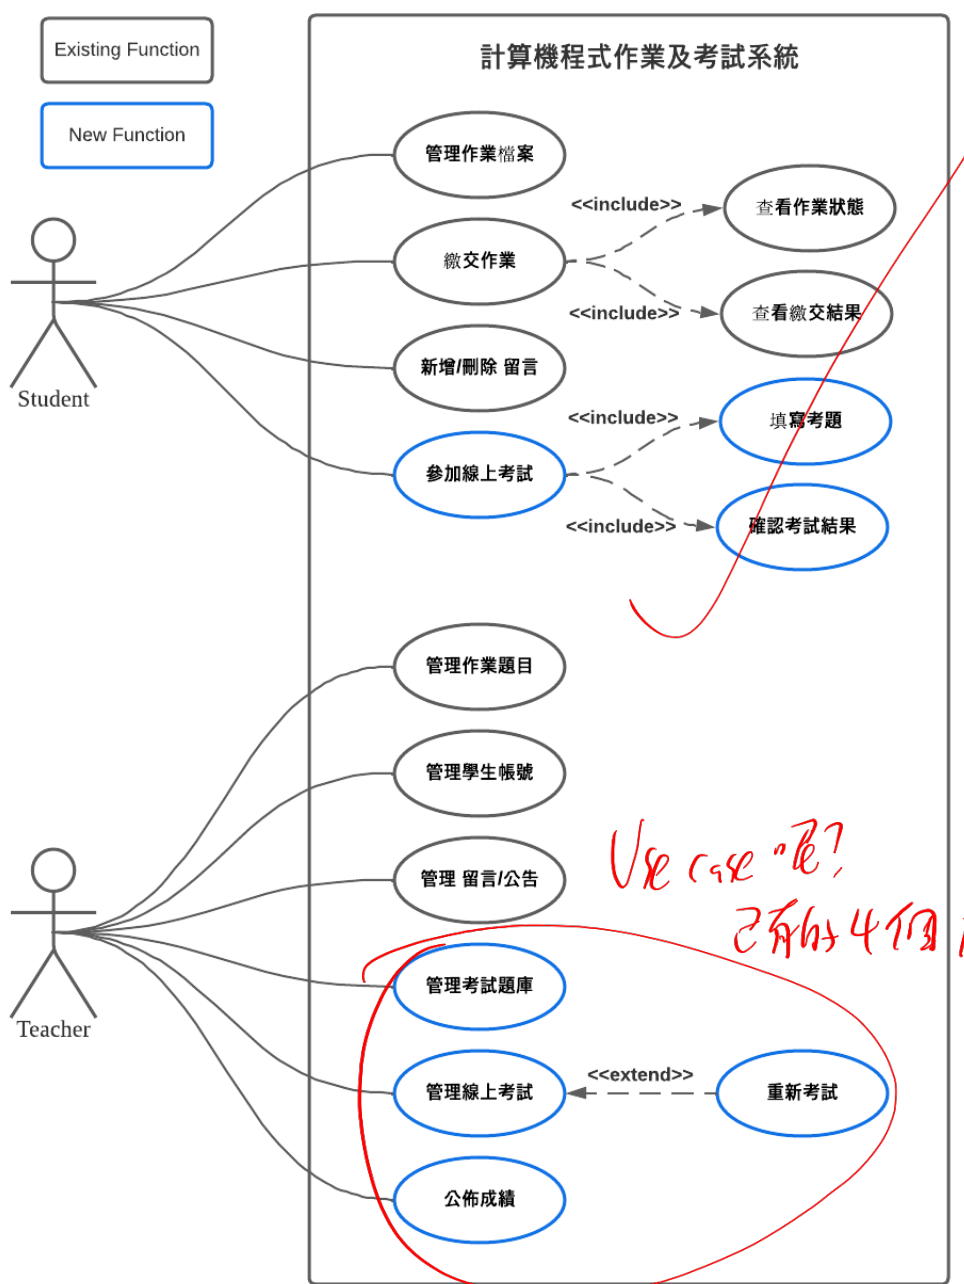 Existing Function
New Function
計算機程式作業及考試系統
管理作業檔案
<<include>>
查看作業狀態
繳交作業
<<include>>
查看繳交結果
新增/刪除 留言
Student
<<include>>
填寫考題
參加線上考試
<<include>>
確認考試結果
管理作業題目
管理學生帳號
Use case 呢?
管理 留言/公告
已有的4個
管理考試題庫
Teacher
<<extend>>
管理線上考試
重新考試
公佈成績